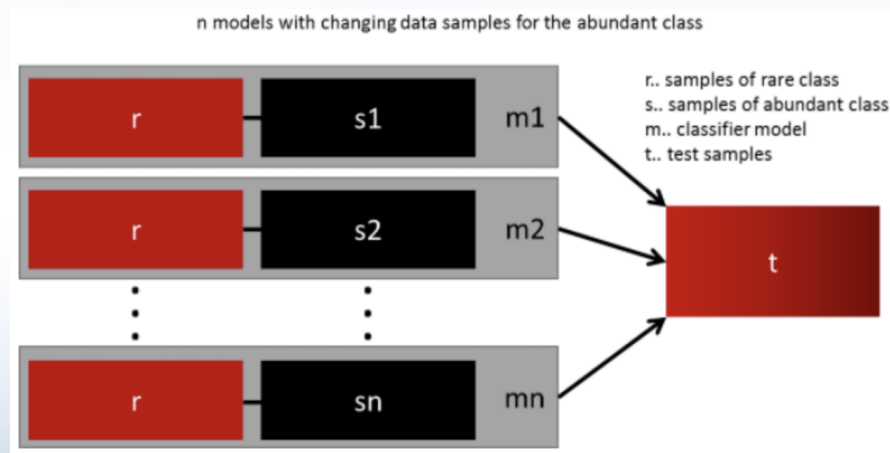 n models with changing data samples for the abundant class
r.. samples of rare class
s.. samples of abundant class
m.. classifier model
t.. test samples
r s1 m1
r s2 m2
t
r sn mn